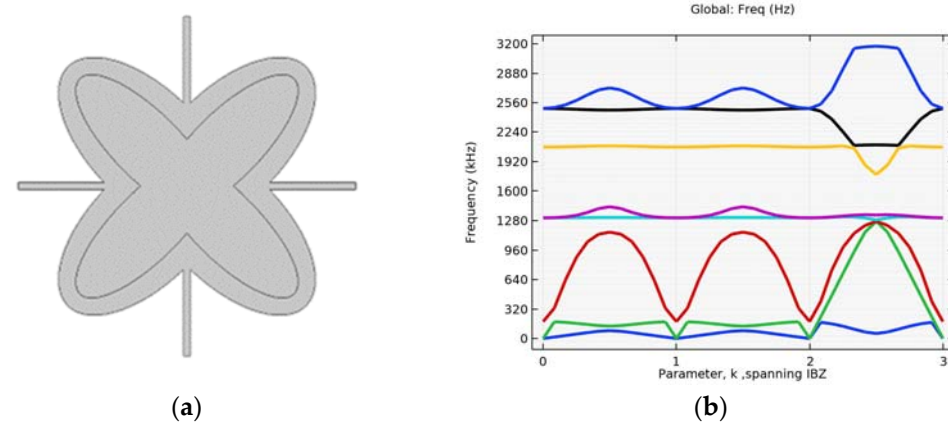 Global: Freq (Hz)
3200
2880
2560
2240
1920
1600
1280
960
640
320
0
Frequency (kHz)
0 1 2 3
Parameter, k ,spanning IBZ
(a) (b)